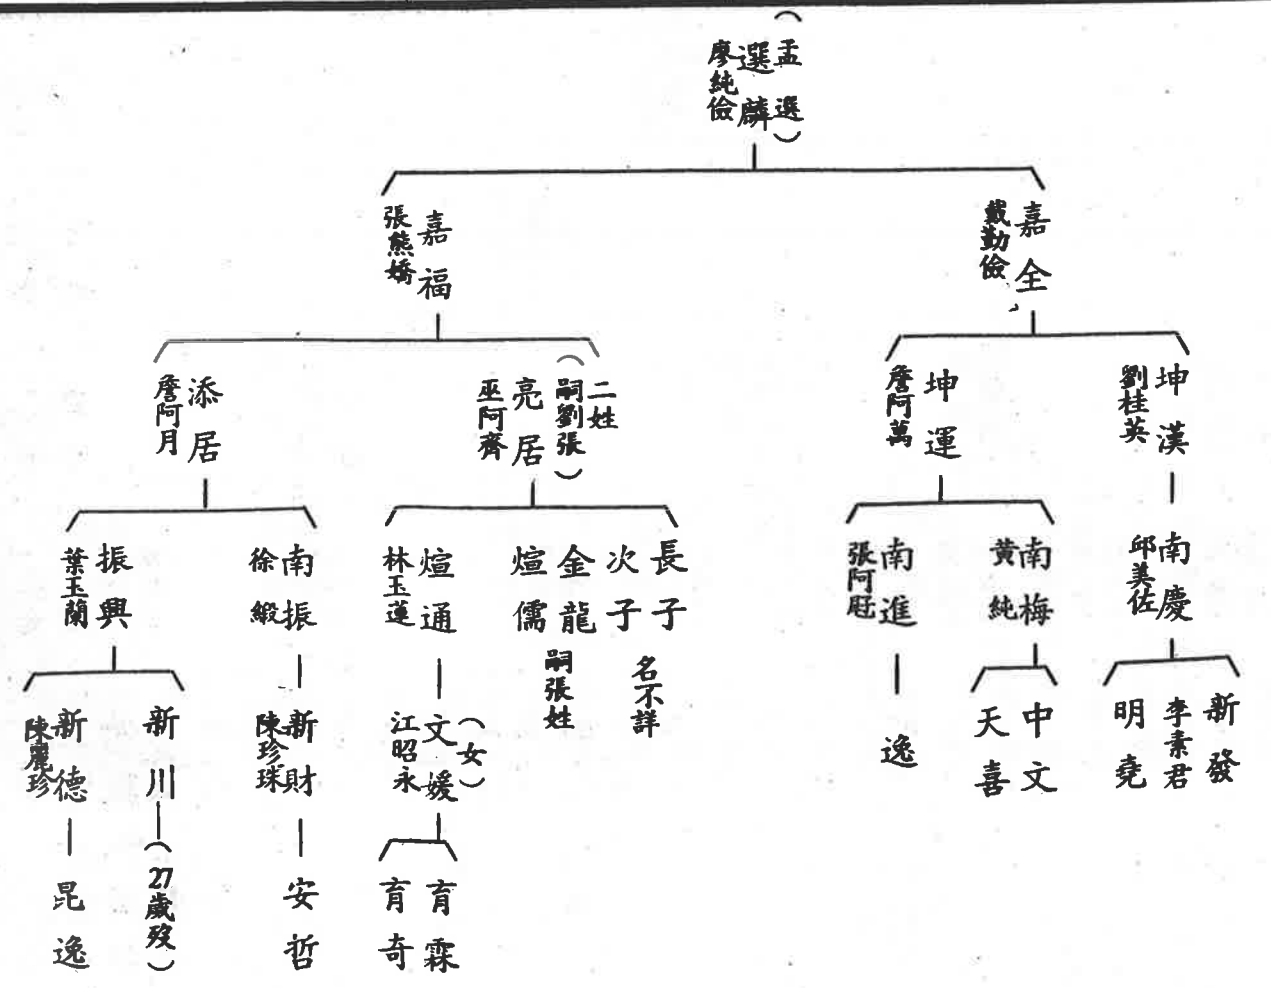 （孟選）
選麟
廖純儉
嘉全
戴勤儉
嘉福
張熊嬌
坤漢
劉桂英
坤運
詹阿萬
二姓
（嗣劉張）
亮居
巫阿齊
添居
詹阿月
南慶
邱美佐
南梅
黃純
南進
張阿
長子
次子
名不詳
金龍
嗣張姓
煊儒
煊通
林玉蓮
南振
徐緞
振興
葉玉蘭
新發
李素君
明堯
中文
天喜
逸
（女）
文媛
江昭永
新財
陳珍珠
新川
新德
陳麗珍
育霖
育奇
安哲
（27歲歿）
昆逸